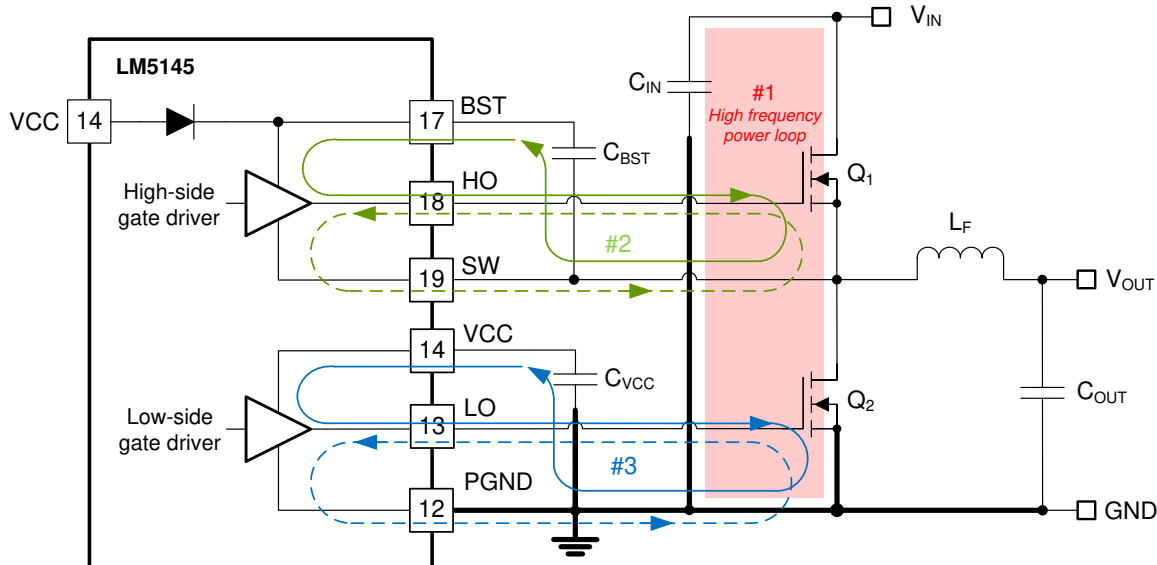 V_IN
LM5145
C_IN
#1
High frequency
power loop
VCC
14
17
BST
C_BST
High-side
gate driver
18
HO
Q_1
#2
L_F
19
SW
V_OUT
14
VCC
C_VCC
Low-side
gate driver
13
LO
Q_2
C_OUT
#3
12
PGND
GND